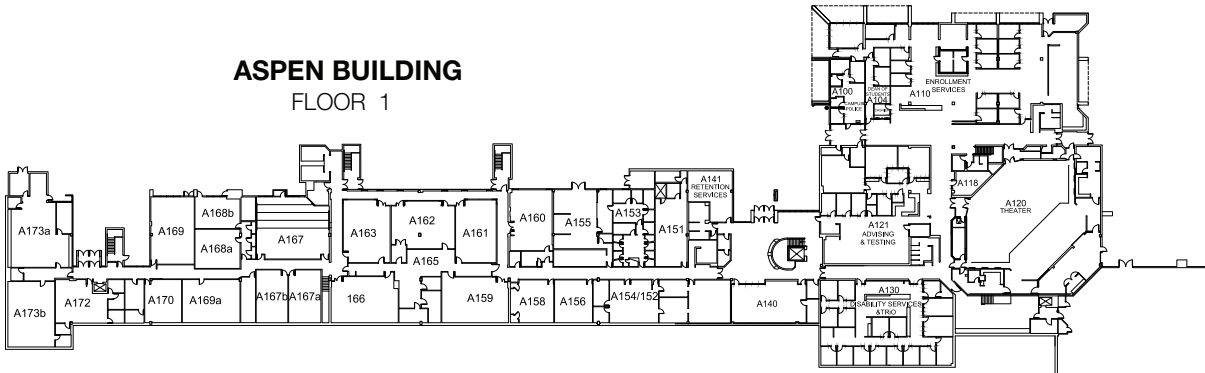 ASPEN BUILDING
FLOOR 1
A100
CAMPUS
POLICE
DEAN OF
STUDENTS
A104
A110
ENROLLMENT
SERVICES
A118
A120
THEATER
A121
ADVISING
& TESTING
A130
DISABILITY SERVICES
&TRIO
A141
RETENTION
SERVICES
A173a
A169
A168b
A168a
A167
A163
A162
A161
A165
A160
A155
A153
A151
A173b
A172
A170
A169a
A167b
A167a
166
A159
A158
A156
A154/152
A140